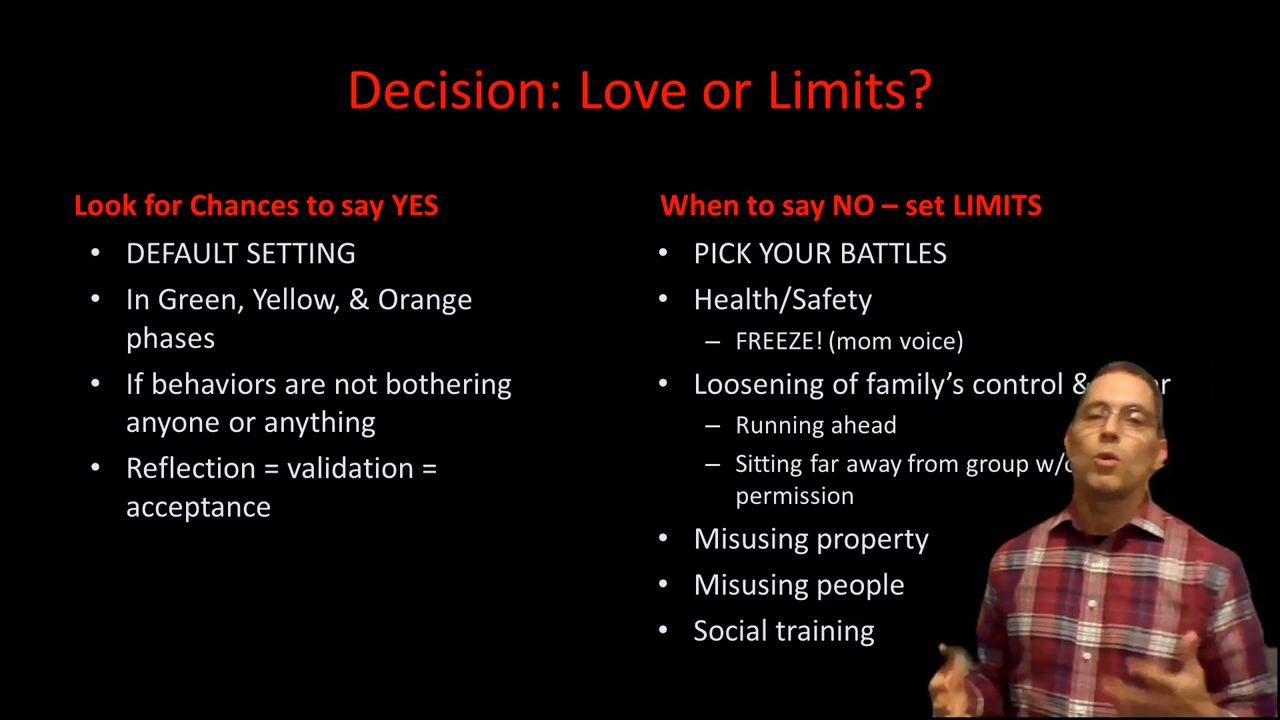 Decision: Love or Limits?
Look for Chances to say YES
• DEFAULT SETTING
• In Green, Yellow, & Orange
phases
• If behaviors are not bothering
anyone or anything
• Reflection = validation =
acceptance
When to say NO – set LIMITS
• PICK YOUR BATTLES
• Health/Safety
– FREEZE! (mom voice)
• Loosening of family’s control &
– Running ahead
– Sitting far away from group
permission
• Misusing property
• Misusing people
• Social training